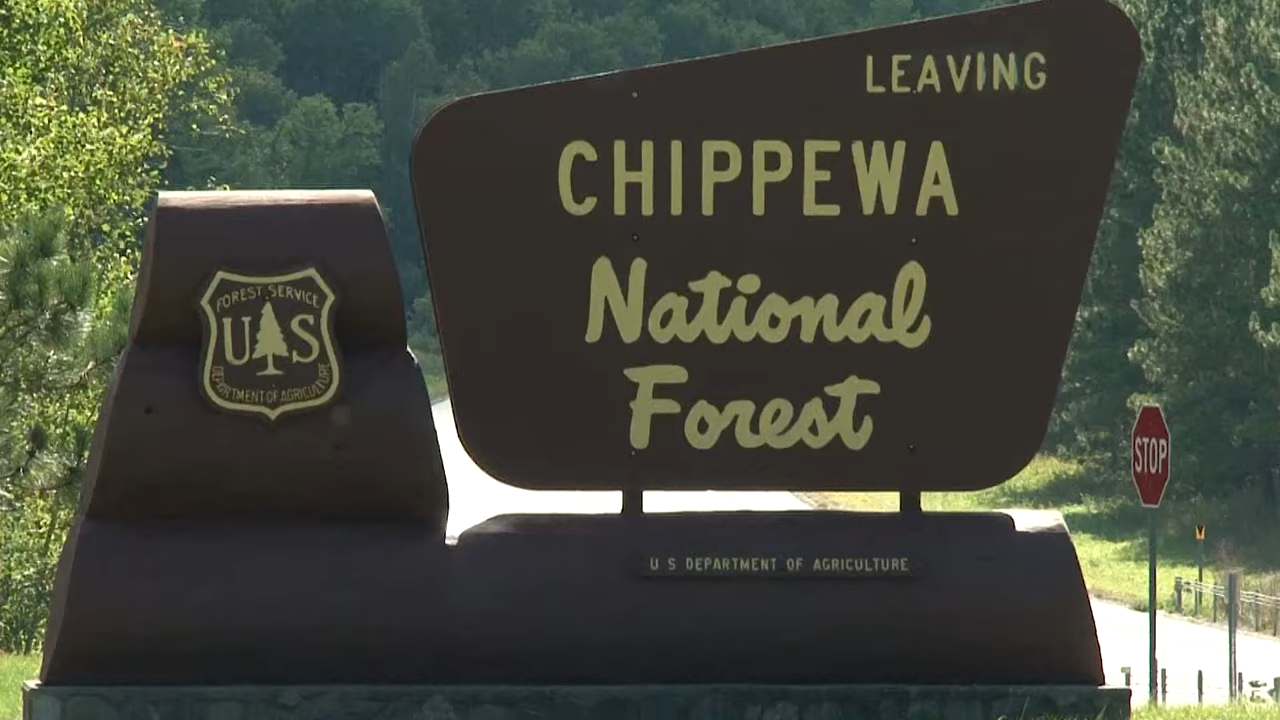 LEAVING
CHIPPEWA
National
Forest
FOREST SERVICE
U S
DEPARTMENT OF AGRICULTURE
STOP
U S DEPARTMENT OF AGRICULTURE